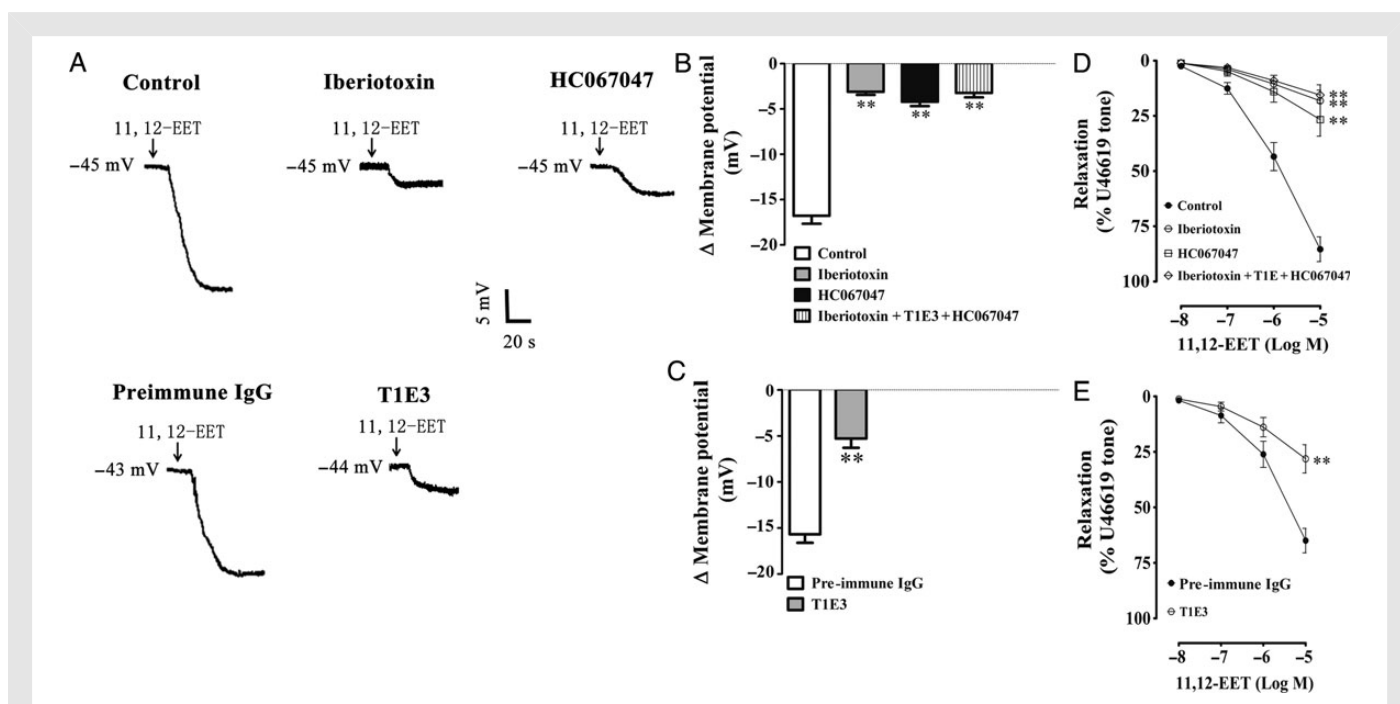 A
Control
11, 12-EET
−45 mV
Iberiotoxin
11, 12-EET
−45 mV
HC067047
11, 12-EET
−45 mV
5 mV
20 s
Preimmune IgG
11, 12-EET
−43 mV
T1E3
11, 12-EET
−44 mV
B
Δ Membrane potential
(mV)
0
−5
−10
−15
−20
**
**
**
Control
Iberiotoxin
HC067047
Iberiotoxin + T1E3 + HC067047
C
Δ Membrane potential
(mV)
0
−5
−10
−15
−20
**
Pre-immune IgG
T1E3
D
Relaxation
(% U46619 tone)
0
25
50
75
100
**
**
**
Control
Iberiotoxin
HC067047
Iberiotoxin + T1E + HC067047
−8 −7 −6 −5
11,12-EET (Log M)
E
Relaxation
(% U46619 tone)
0
25
50
75
100
**
Pre-immune IgG
T1E3
−8 −7 −6 −5
11,12-EET (Log M)